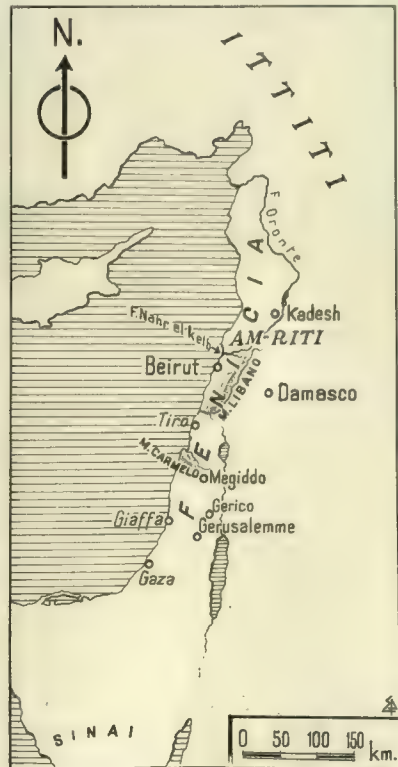 N.
ITTITI
F. Oronte
FENICIA
Kadesh
F. Nahr el-kelb
AM-RITI
Beirut
M. LIBANO
Damasco
Tiro
M. CARMELO
Megiddo
Gerico
Giaffa
Gerusalemme
Gaza
SINAI
0 50 100 150
km.